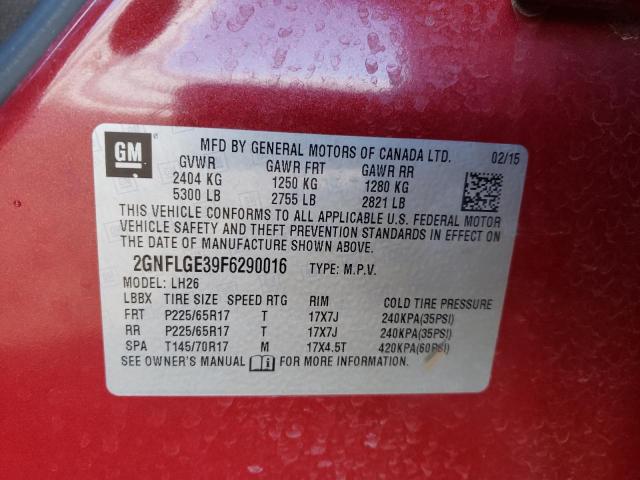 GM
MFD BY GENERAL MOTORS OF CANADA LTD. 02/15
GVWR GAWR FRT GAWR RR
2404 KG 1250 KG 1280 KG
5300 LB 2755 LB 2821 LB
THIS VEHICLE CONFORMS TO ALL APPLICABLE U.S. FEDERAL MOTOR
VEHICLE SAFETY AND THEFT PREVENTION STANDARDS IN EFFECT ON
THE DATE OF MANUFACTURE SHOWN ABOVE.
2GNFLGE39F6290016 TYPE: M.P.V.
MODEL: LH26
LBBX TIRE SIZE SPEED RTG RIM COLD TIRE PRESSURE
FRT P225/65R17 T 17X7J 240KPA(35PSI)
RR P225/65R17 T 17X7J 240KPA(35PSI)
SPA T145/70R17 M 17X4.5T 420KPA(60PSI)
SEE OWNER'S MANUAL FOR MORE INFORMATION.